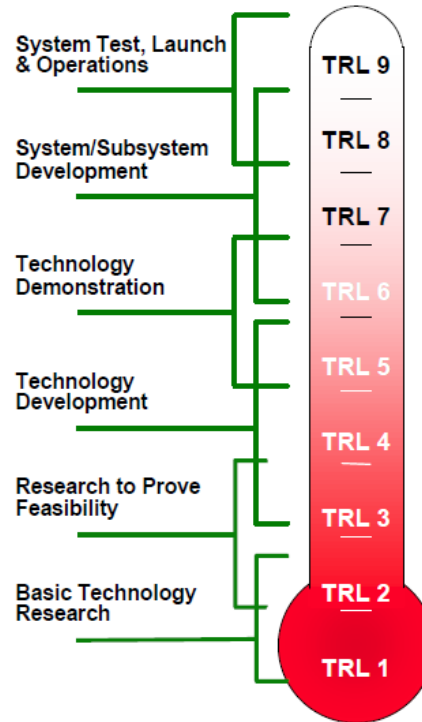 System Test, Launch
& Operations
System/Subsystem
Development
Technology
Demonstration
Technology
Development
Research to Prove
Feasibility
Basic Technology
Research
TRL 9
TRL 8
TRL 7
TRL 6
TRL 5
TRL 4
TRL 3
TRL 2
TRL 1